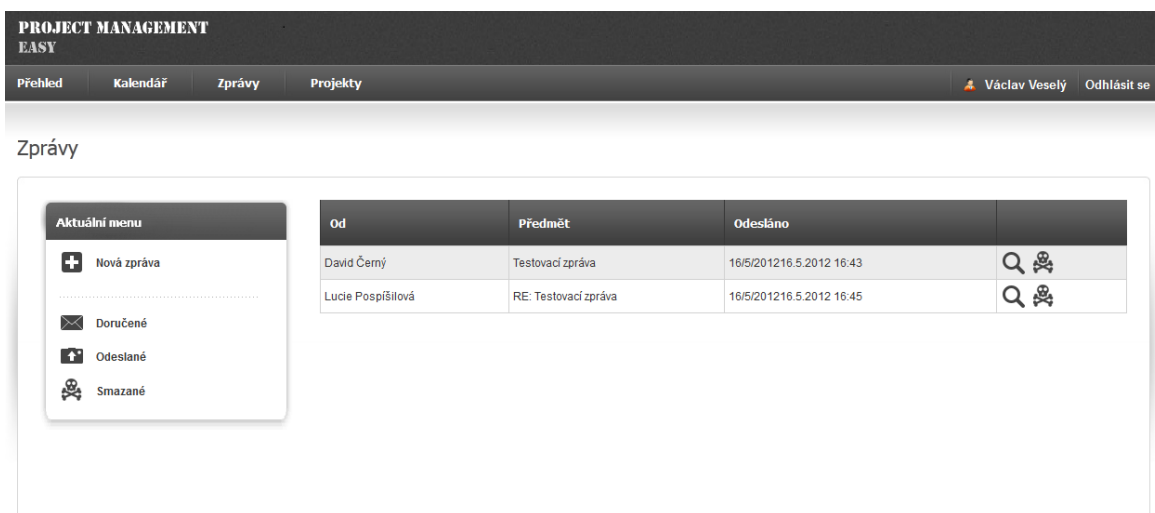 PROJECT MANAGEMENT
EASY
Přehled Kalendář Zprávy Projekty Václav Veselý Odhlásit se
Zprávy
Aktuální menu
Nová zpráva
Doručené
Odeslané
Smazané
Od Předmět Odesláno
David Černý Testovací zpráva 16/5/201216.5.2012 16:43
Lucie Pospíšilová RE: Testovací zpráva 16/5/201216.5.2012 16:45